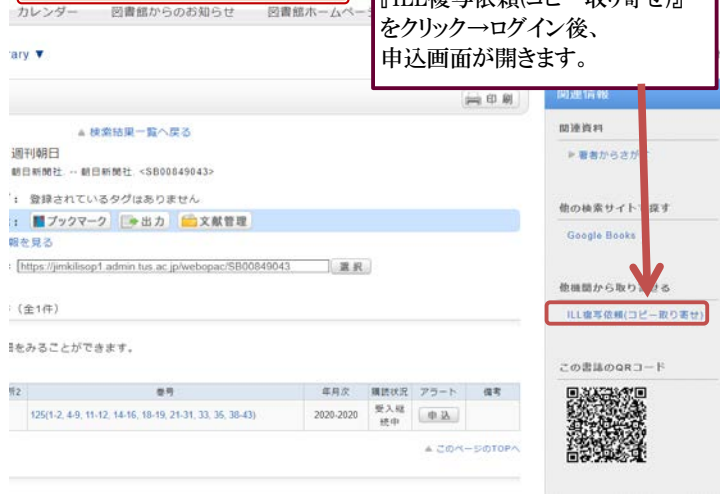 カレンダー 図書館からのお知らせ 図書館ホームペー
『ILL複写依頼(コピー取り寄せ)』
をクリック→ログイン後、
申込画面が開きます。
rary ▼
印刷
関連情報
▲ 検索結果一覧へ戻る
週刊朝日
朝日新聞社. -- 朝日新聞社. <SB00849043>
: 登録されているタグはありません
: ブックマーク 出力 文献管理
報を見る
: https://jimkilisop1.admin.tus.ac.jp/webopac/SB00849043 選択
(全1件)
をみることができます。
所2 巻号 年月次 購読状況 アラート 備考
125(1-2, 4-9, 11-12, 14-16, 18-19, 21-31, 33, 35, 38-43) 2020-2020 受入継続中 申込
▲ このページのTOPへ
関連資料
著者からさがす
他の検索サイトで探す
Google Books
他機関から取り寄せる
ILL複写依頼(コピー取り寄せ)
この書誌のQRコード